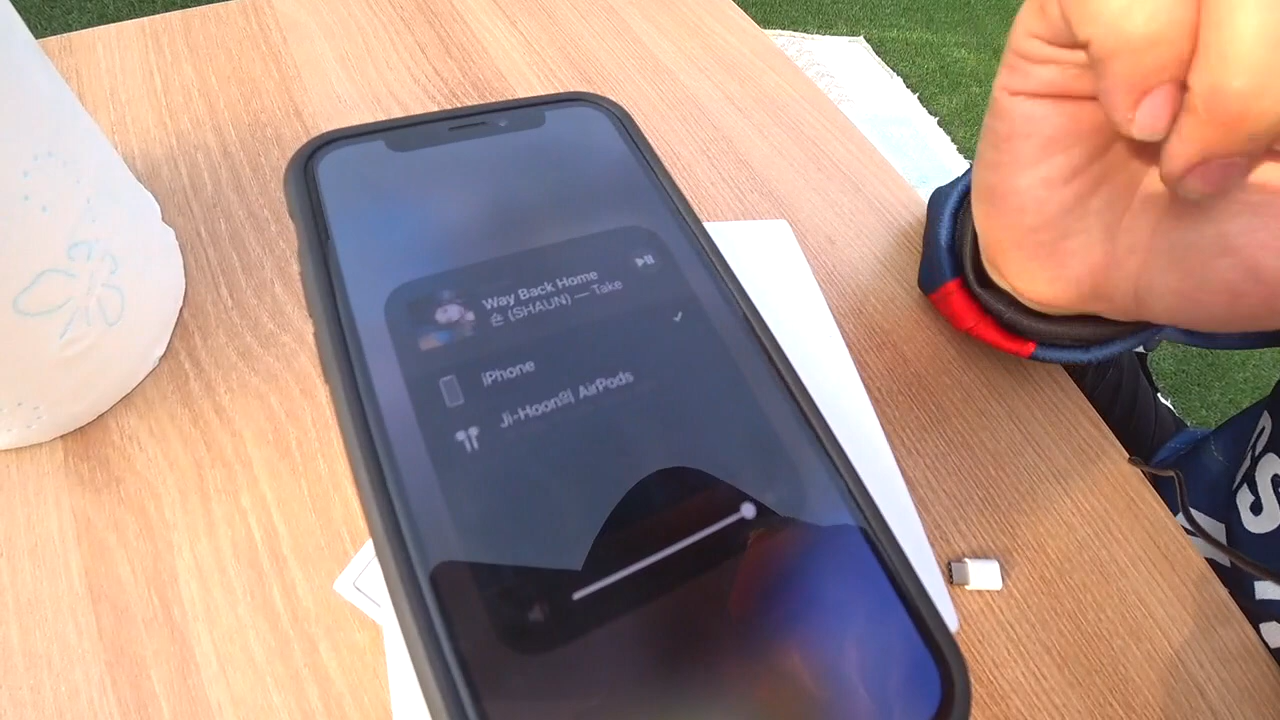 Way Back Home
숀 (SHAUN) — Take
iPhone
Ji-Hoon의 AirPods